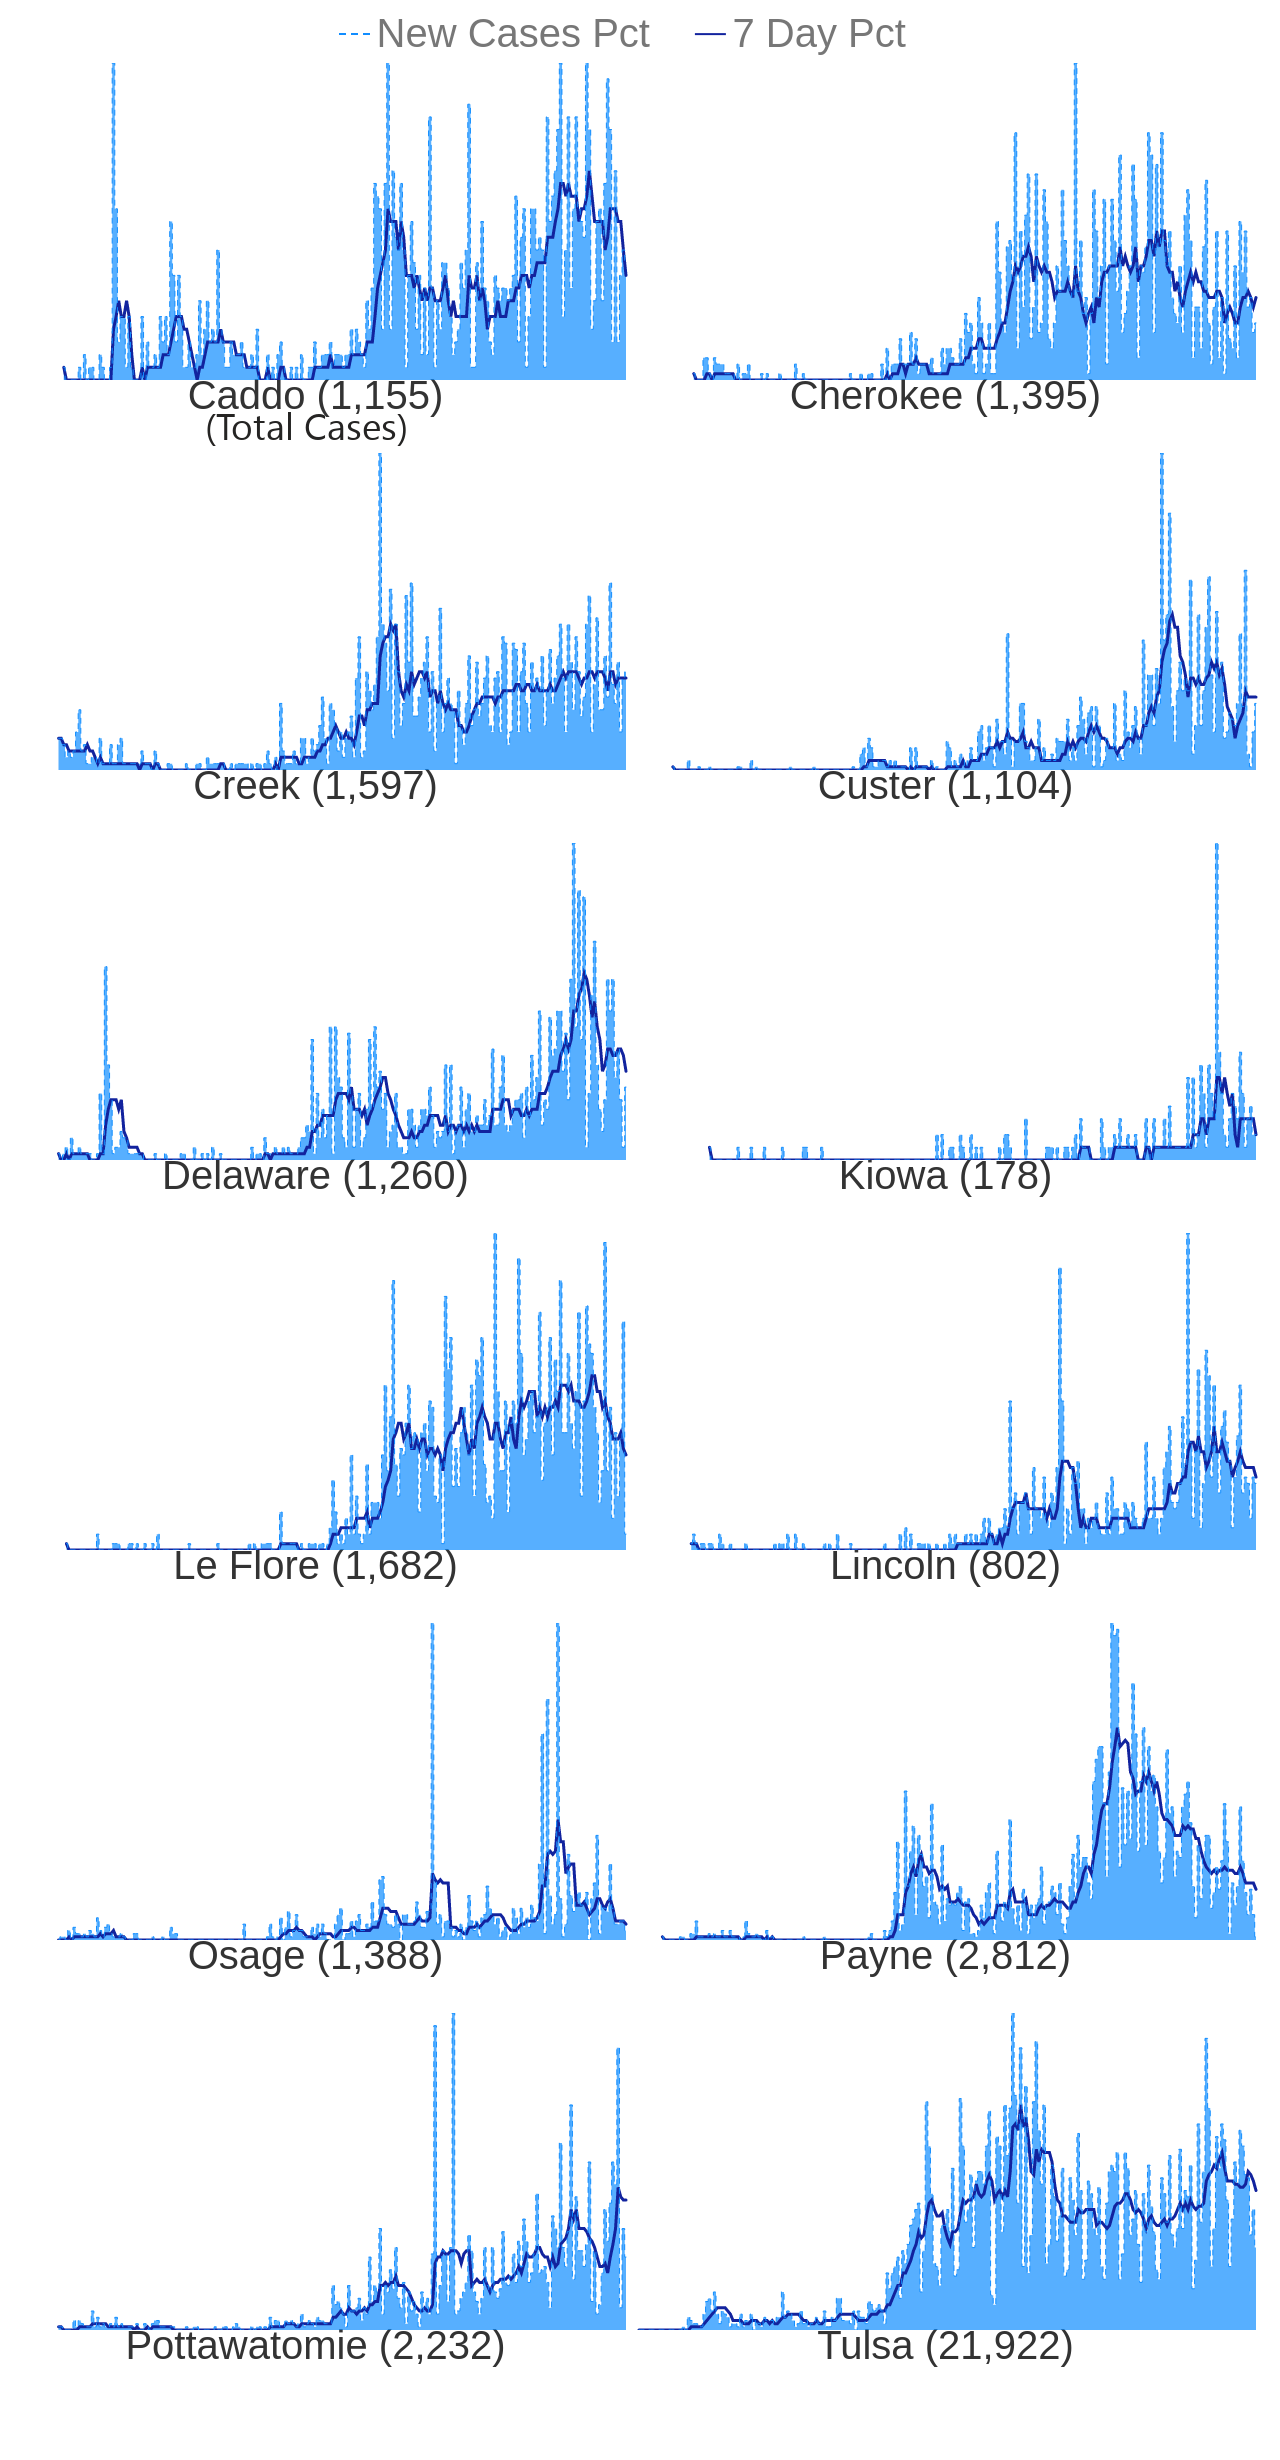 New Cases Pct 7 Day Pct
Caddo (1,155) Cherokee (1,395)
(Total Cases)
Creek (1,597) Custer (1,104)
Delaware (1,260) Kiowa (178)
Le Flore (1,682) Lincoln (802)
Osage (1,388) Payne (2,812)
Pottawatomie (2,232) Tulsa (21,922)